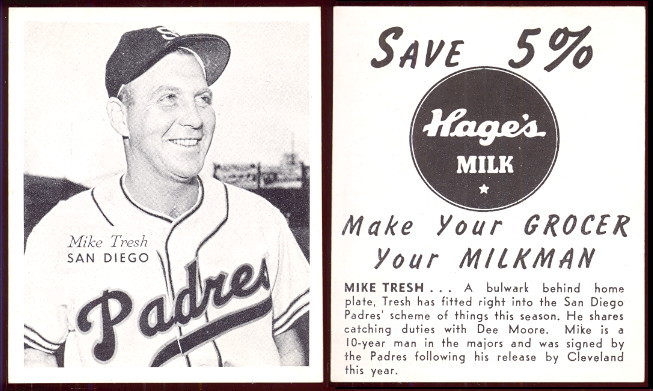 SD
Mike Tresh
SAN DIEGO
Padres
SAVE 5%
Hage's
MILK
Make Your GROCER
Your MILKMAN
MIKE TRESH . . . A bulwark behind home
plate, Tresh has fitted right into the San Diego
Padres' scheme of things this season. He shares
catching duties with Dee Moore. Mike is a
10-year man in the majors and was signed by
the Padres following his release by Cleveland
this year.